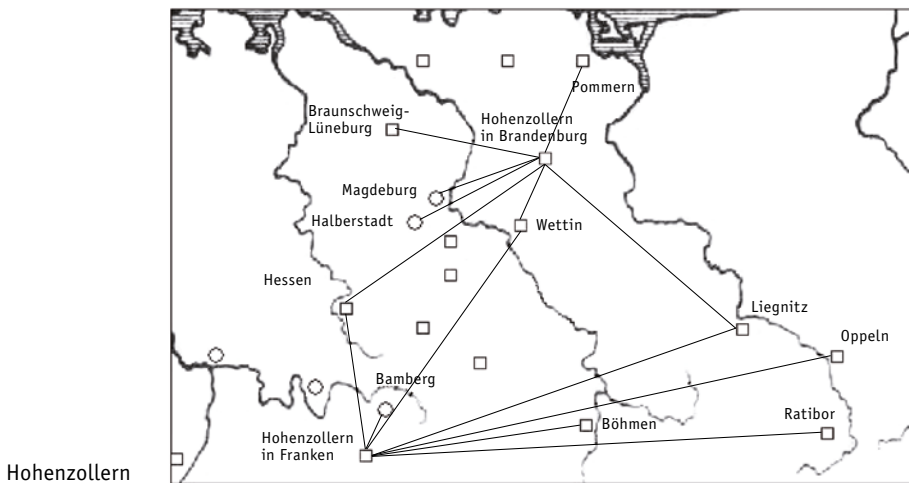 Pommern
Braunschweig-
Lüneburg
Hohenzollern
in Brandenburg
Magdeburg
Halberstadt
Wettin
Hessen
Liegnitz
Oppeln
Bamberg
Ratibor
Böhmen
Hohenzollern
in Franken
Hohenzollern